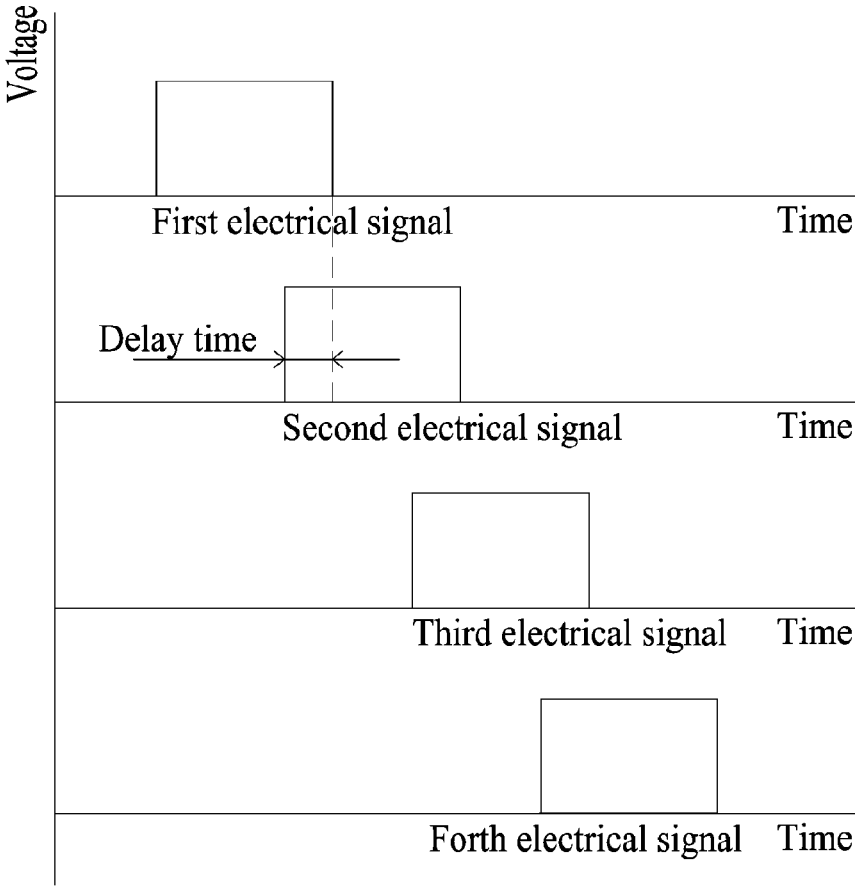 Voltage
First electrical signal
Time
Delay time
Second electrical signal
Time
Third electrical signal
Time
Forth electrical signal
Time